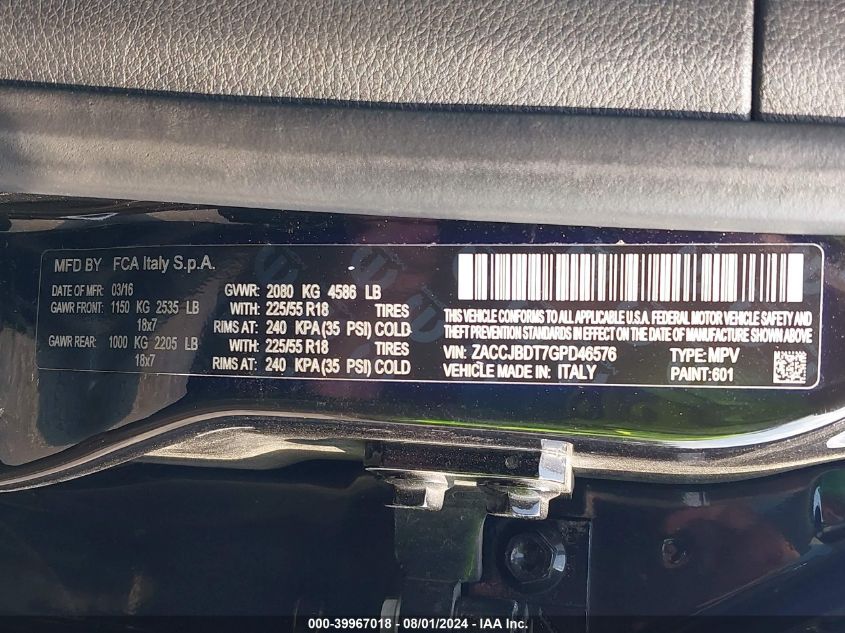 MFD BY FCA Italy S.p.A.
DATE OF MFR: 03/16 GVWR: 2080 KG 4586 LB
GAWR FRONT: 1150 KG 2535 LB WITH: 225/55 R18 TIRES
18x7 RIMS AT: 240 KPA (35 PSI) COLD
GAWR REAR: 1000 KG 2205 LB WITH: 225/55 R18 TIRES
18x7 RIMS AT: 240 KPA (35 PSI) COLD
THIS VEHICLE CONFORMS TO ALL APPLICABLE U.S.A. FEDERAL MOTOR VEHICLE SAFETY AND
THEFT PREVENTION STANDARDS IN EFFECT ON THE DATE OF MANUFACTURE SHOWN ABOVE
VIN: ZACCJBDT7GPD46576 TYPE: MPV
VEHICLE MADE IN: ITALY PAINT:601
000-39967018 - 08/01/2024 - IAA Inc.